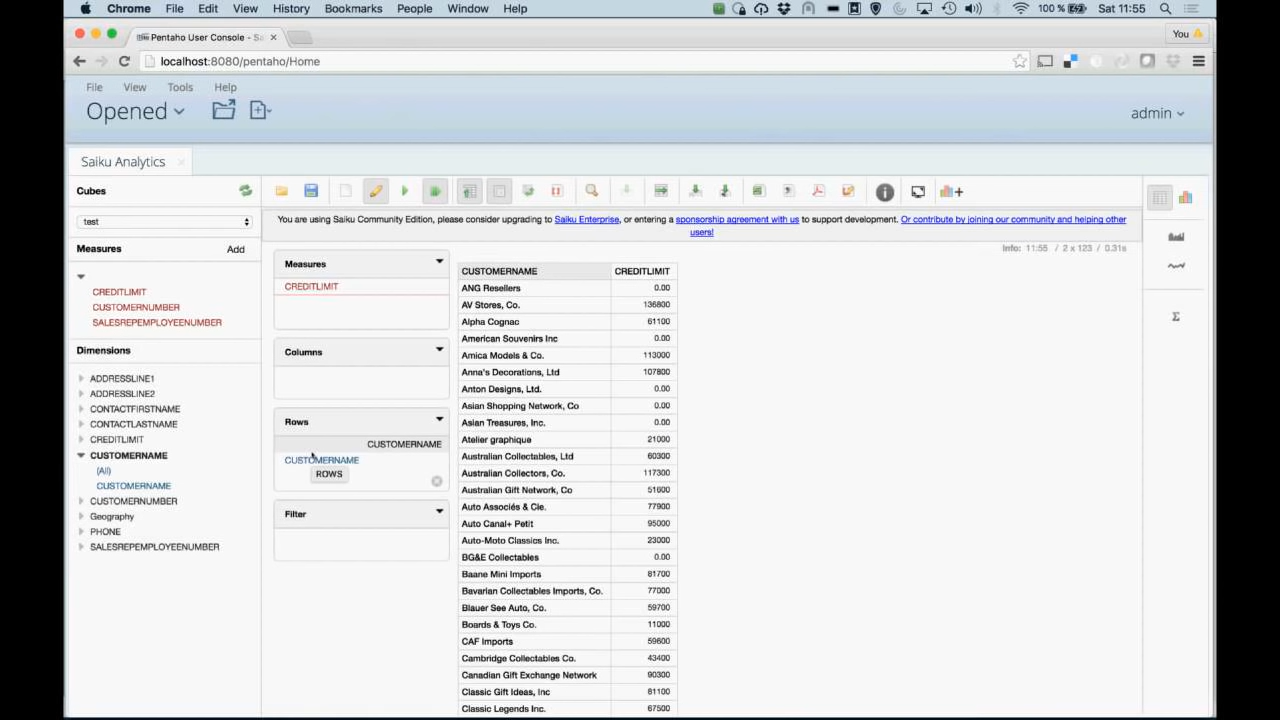 Chrome File Edit View History Bookmarks People Window Help 100 % Sat 11:55
Pentaho User Console - Sa
You
localhost:8080/pentaho/Home
File View Tools Help
Opened
admin
Saiku Analytics
Cubes
test
You are using Saiku Community Edition, please consider upgrading to Saiku Enterprise, or entering a sponsorship agreement with us to support development. Or contribute by joining our community and helping other
users!
Info: 11:55 / 2 x 123 / 0.31s
Measures Add
CREDITLIMIT
CUSTOMERNUMBER
SALESREPEMPLOYEENUMBER
Dimensions
ADDRESSLINE1
ADDRESSLINE2
CONTACTFIRSTNAME
CONTACTLASTNAME
CREDITLIMIT
CUSTOMERNAME
(All)
CUSTOMERNAME
CUSTOMERNUMBER
Geography
PHONE
SALESREPEMPLOYEENUMBER
Measures
CREDITLIMIT
Columns
Rows
CUSTOMERNAME
CUSTOMERNAME
ROWS
Filter
CUSTOMERNAME CREDITLIMIT
ANG Resellers 0.00
AV Stores, Co. 136800
Alpha Cognac 61100
American Souvenirs Inc 0.00
Amica Models & Co. 113000
Anna's Decorations, Ltd 107800
Anton Designs, Ltd. 0.00
Asian Shopping Network, Co 0.00
Asian Treasures, Inc. 0.00
Atelier graphique 21000
Australian Collectables, Ltd 60300
Australian Collectors, Co. 117300
Australian Gift Network, Co 51600
Auto Associés & Cie. 77900
Auto Canal+ Petit 95000
Auto-Moto Classics Inc. 23000
BG&E Collectables 0.00
Baane Mini Imports 81700
Bavarian Collectables Imports, Co. 77000
Blauer See Auto, Co. 59700
Boards & Toys Co. 11000
CAF Imports 59600
Cambridge Collectables Co. 43400
Canadian Gift Exchange Network 90300
Classic Gift Ideas, Inc 81100
Classic Legends Inc. 67500